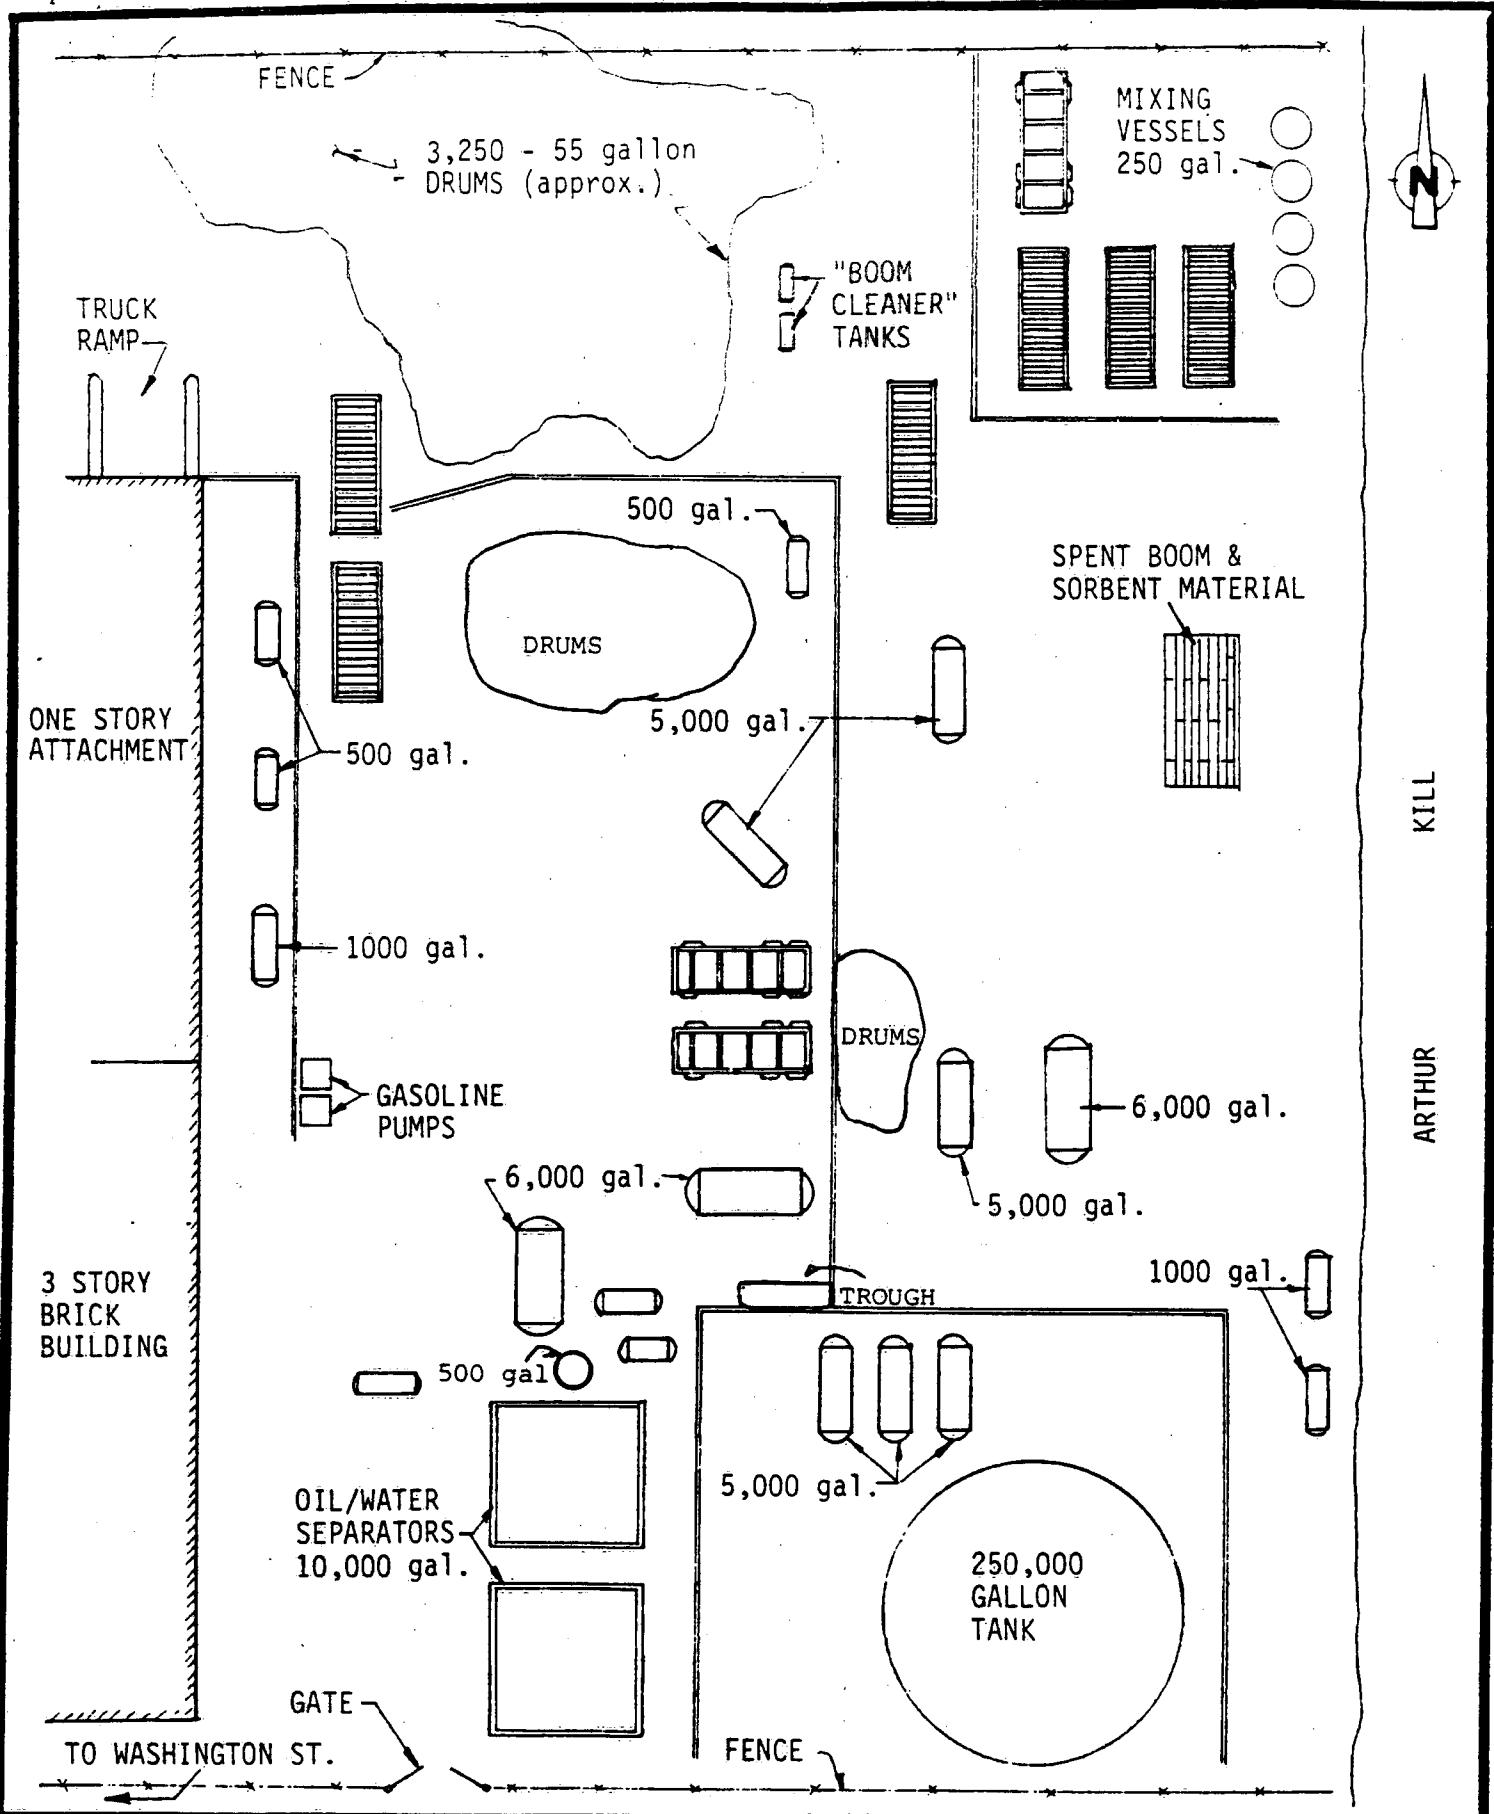 FENCE
3,250 - 55 gallon
DRUMS (approx.)
MIXING
VESSELS
250 gal.
N
"BOOM
CLEANER"
TANKS
TRUCK
RAMP
500 gal.
SPENT BOOM &
SORBENT MATERIAL
DRUMS
ONE STORY
ATTACHMENT
5,000 gal.
500 gal.
KILL
1000 gal.
DRUMS
ARTHUR
GASOLINE
PUMPS
6,000 gal.
6,000 gal.
5,000 gal.
3 STORY
BRICK
BUILDING
1000 gal.
TROUGH
500 gal
5,000 gal.
OIL/WATER
SEPARATORS
10,000 gal.
250,000
GALLON
TANK
GATE
TO WASHINGTON ST.
FENCE